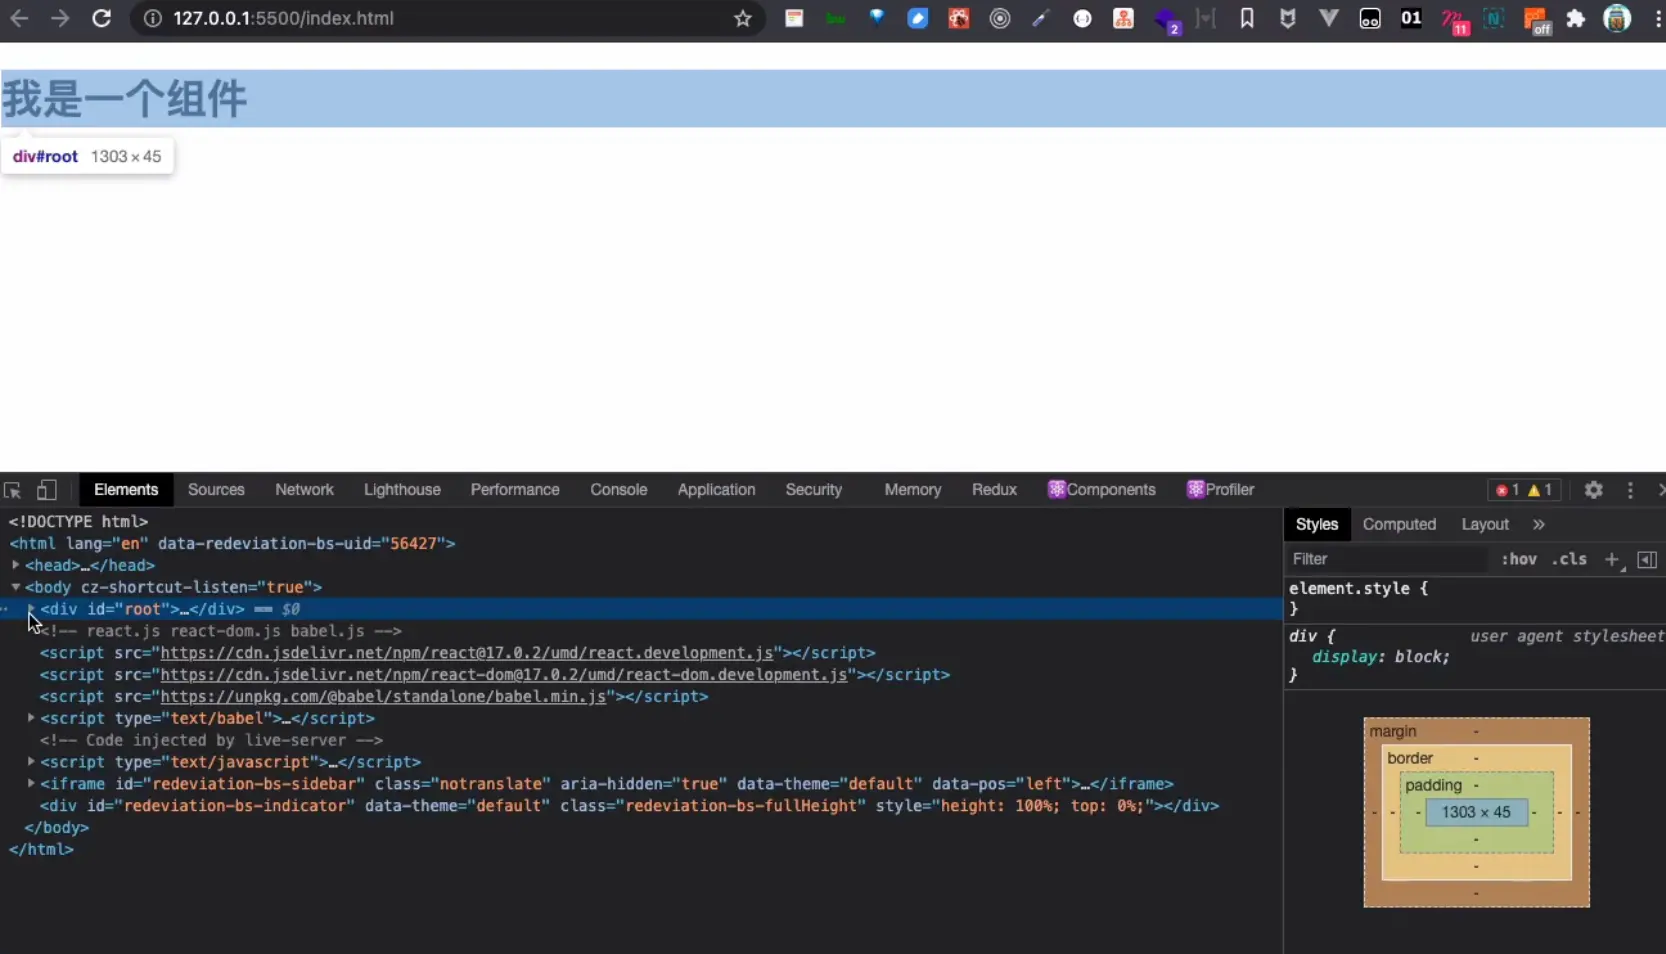 127.0.0.1:5500/index.html
2
01
11
off
我是一个组件
div#root 1303 × 45
Elements Sources Network Lighthouse Performance Console Application Security Memory Redux ⚛Components ⚛Profiler 1 1
<!DOCTYPE html>
<html lang="en" data-redeviation-bs-uid="56427">
<head>…</head>
<body cz-shortcut-listen="true">
<div id="root">…</div> == $0
<!-- react.js react-dom.js babel.js -->
<script src="https://cdn.jsdelivr.net/npm/react@17.0.2/umd/react.development.js"></script>
<script src="https://cdn.jsdelivr.net/npm/react-dom@17.0.2/umd/react-dom.development.js"></script>
<script src="https://unpkg.com/@babel/standalone/babel.min.js"></script>
<script type="text/babel">…</script>
<!-- Code injected by live-server -->
<script type="text/javascript">…</script>
<iframe id="redeviation-bs-sidebar" class="notranslate" aria-hidden="true" data-theme="default" data-pos="left">…</iframe>
<div id="redeviation-bs-indicator" data-theme="default" class="redeviation-bs-fullHeight" style="height: 100%; top: 0%;"></div>
</body>
</html>
Styles Computed Layout »
Filter :hov .cls +
element.style {
}
div { user agent stylesheet
display: block;
}
margin -
border -
padding -
- - - 1303 × 45 - - -
-
-
-